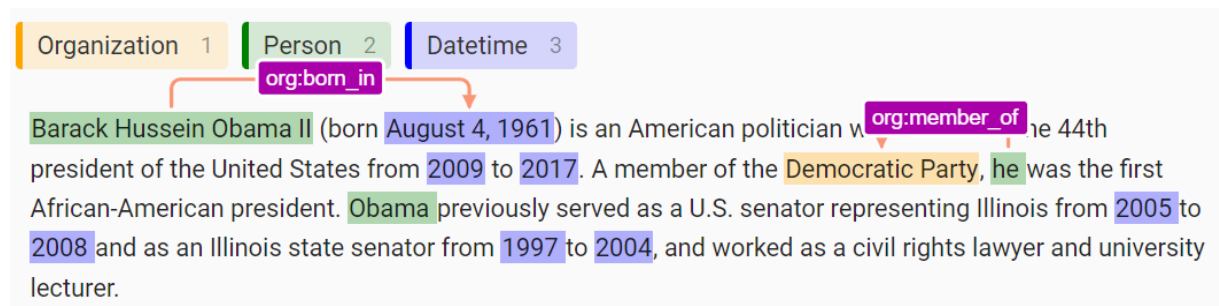 Organization 1 Person 2 Datetime 3
org:born_in
Barack Hussein Obama II (born August 4, 1961) is an American politician w org:member_of he 44th
president of the United States from 2009 to 2017. A member of the Democratic Party, he was the first
African-American president. Obama previously served as a U.S. senator representing Illinois from 2005 to
2008 and as an Illinois state senator from 1997 to 2004, and worked as a civil rights lawyer and university
lecturer.